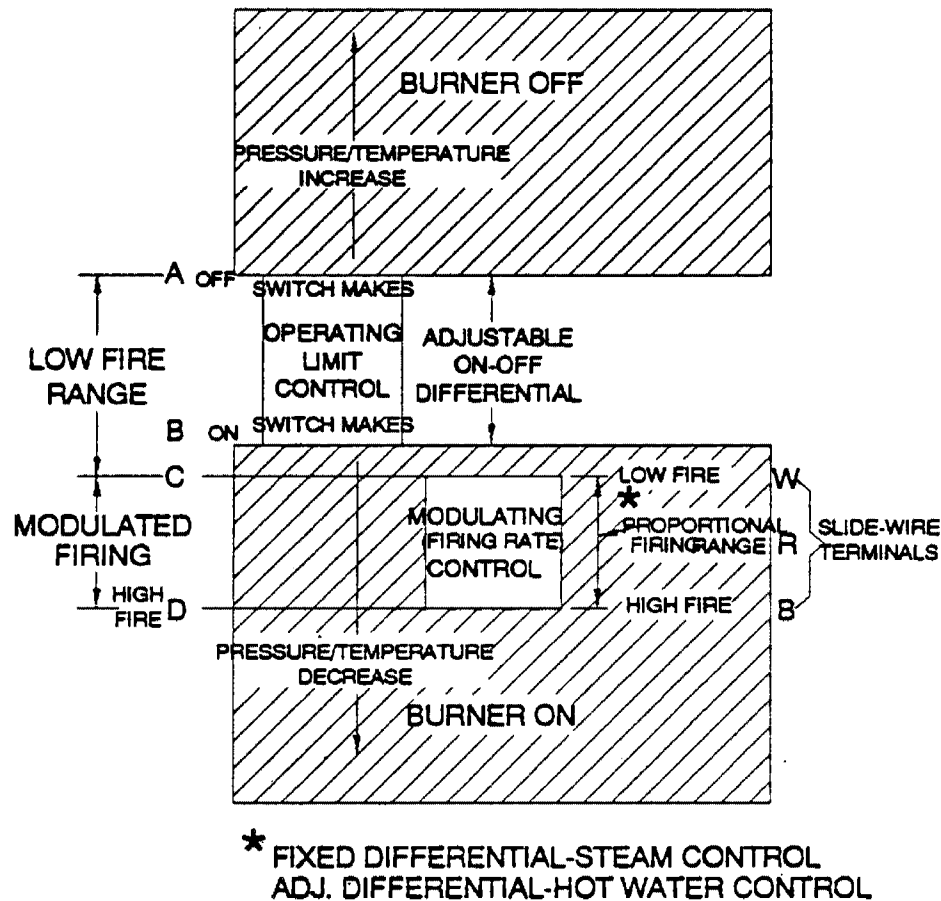 BURNER OFF
PRESSURE/TEMPERATURE
INCREASE
A OFF
SWITCH MAKES
OPERATING
LIMIT
CONTROL
SWITCH MAKES
ADJUSTABLE
ON-OFF
DIFFERENTIAL
LOW FIRE
RANGE
B ON
C
MODULATED
FIRING
HIGH
FIRE D
MODULATING
(FIRING RATE
CONTROL
LOW FIRE
*
PROPORTIONAL
FIRING RANGE
HIGH FIRE
W
R
B
SLIDE-WIRE
TERMINALS
PRESSURE/TEMPERATURE
DECREASE
BURNER ON
* FIXED DIFFERENTIAL-STEAM CONTROL
ADJ. DIFFERENTIAL-HOT WATER CONTROL